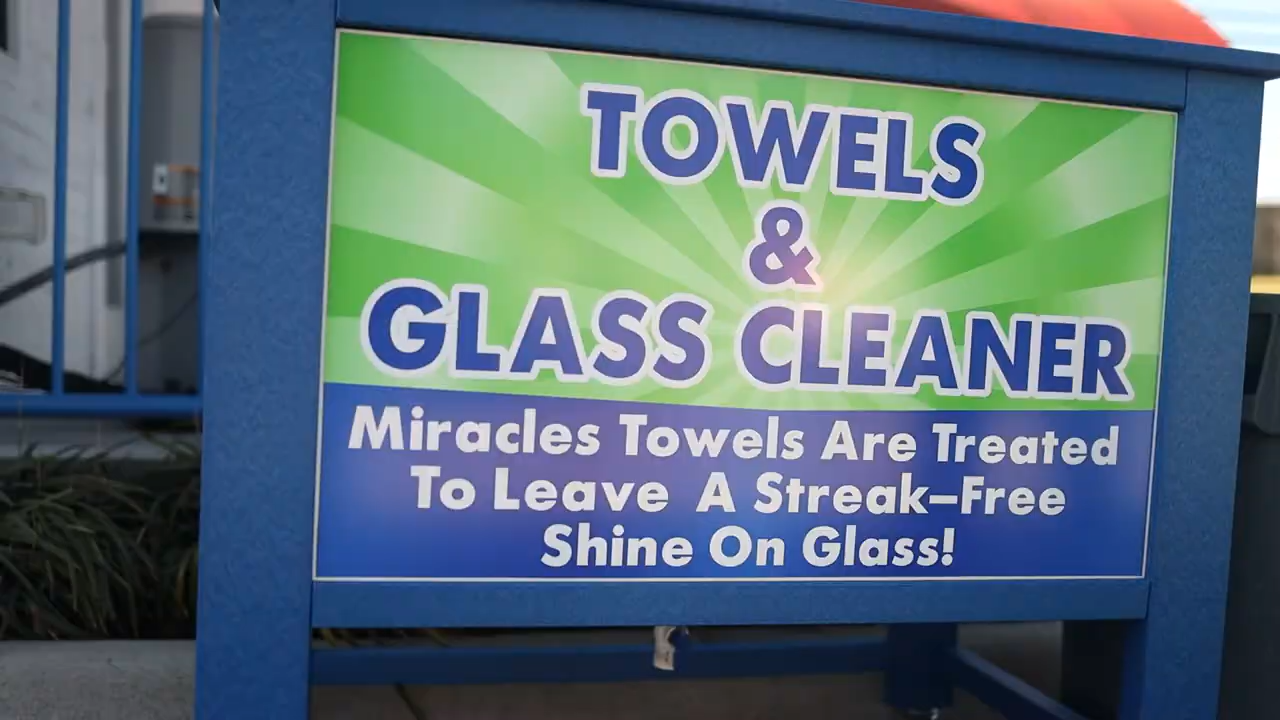 TOWELS
&
GLASS CLEANER
Miracles Towels Are Treated
To Leave A Streak–Free
Shine On Glass!